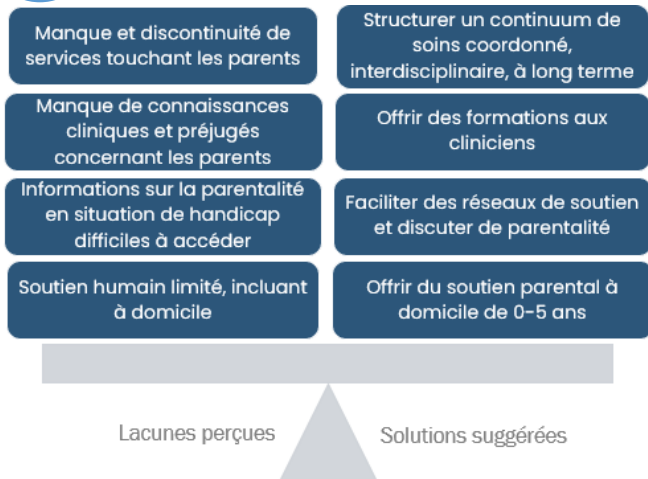 Manque et discontinuité de
services touchant les parents
Structurer un continuum de
soins coordonné,
interdisciplinaire, à long terme
Manque de connaissances
cliniques et préjugés
concernant les parents
Offrir des formations aux
cliniciens
Informations sur la parentalité
en situation de handicap
difficiles à accéder
Faciliter des réseaux de soutien
et discuter de parentalité
Soutien humain limité, incluant
à domicile
Offrir du soutien parental à
domicile de 0-5 ans
Lacunes perçues
Solutions suggérées